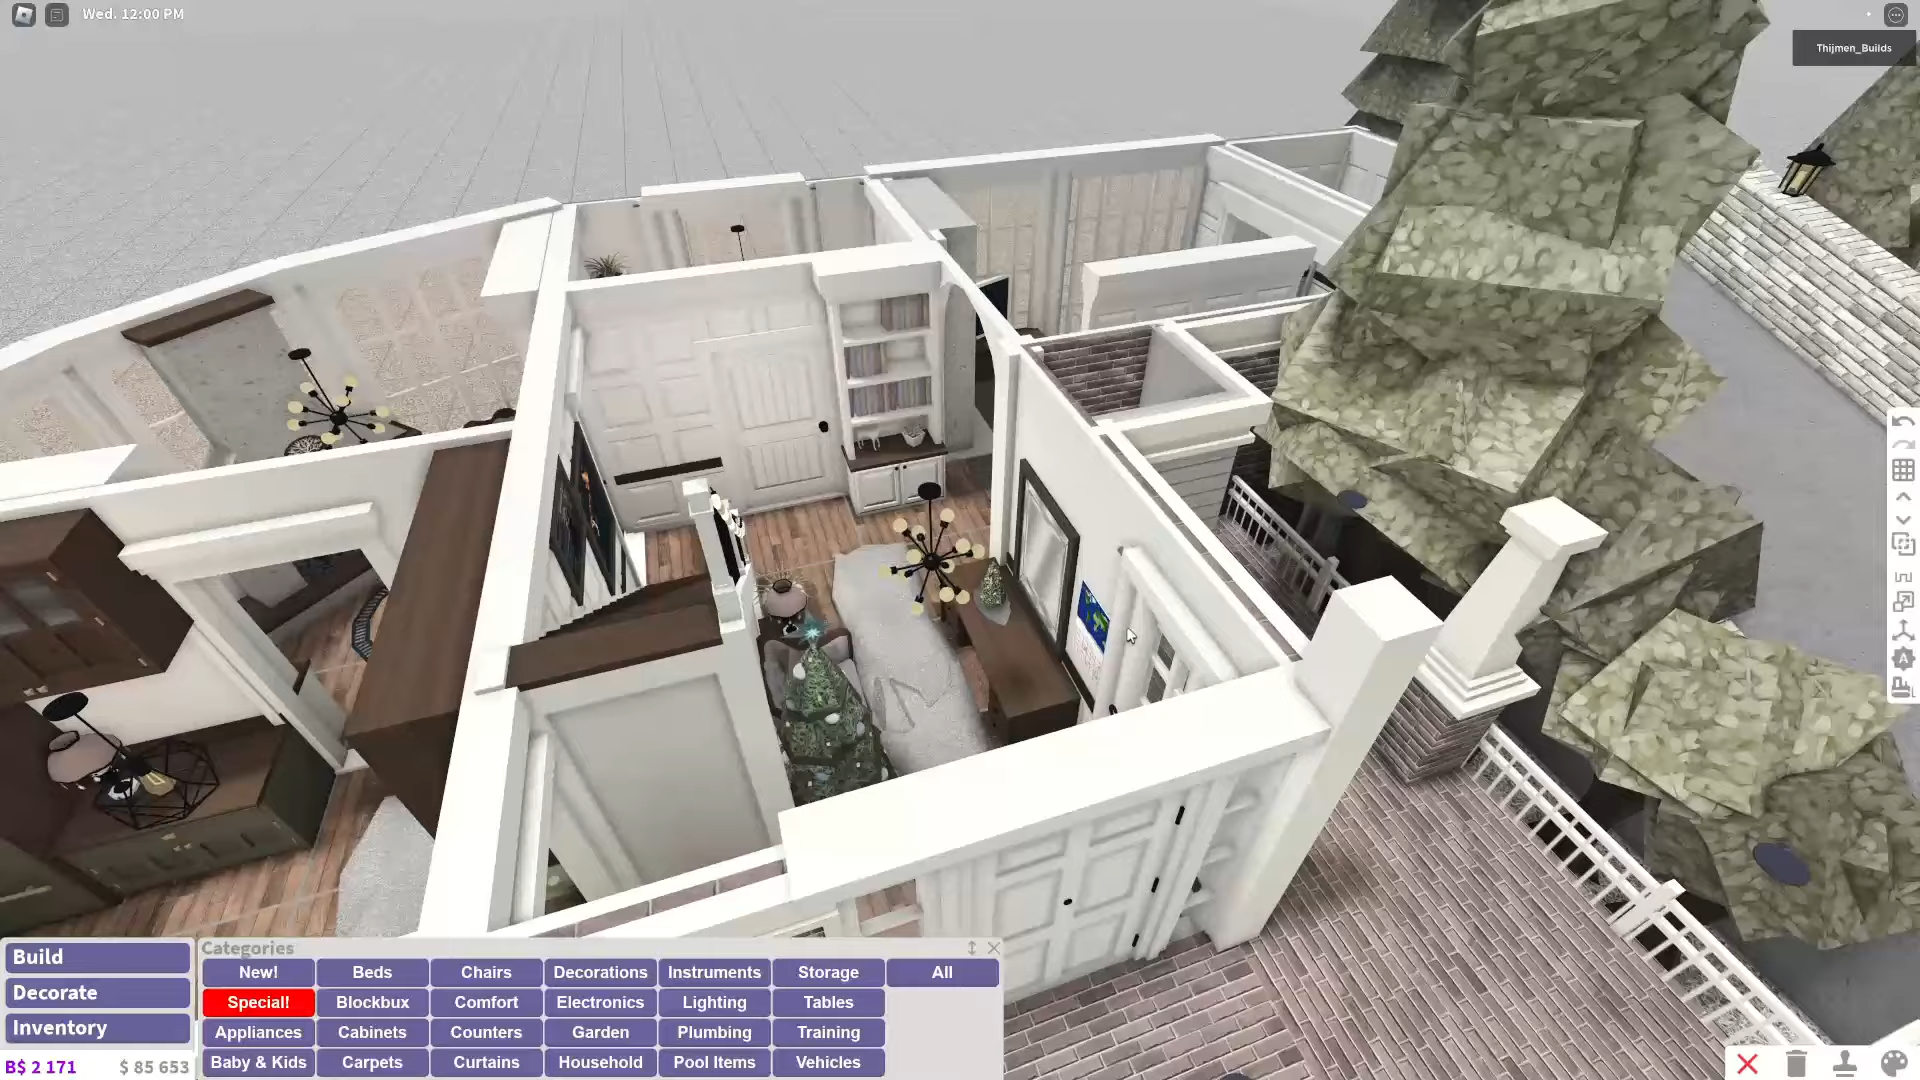 Wed. 12:00 PM
Thijmen_Builds
Build
Decorate
Inventory
B$ 2 171 $ 85 653
Categories
New! Beds Chairs Decorations Instruments Storage All
Special! Blockbux Comfort Electronics Lighting Tables
Appliances Cabinets Counters Garden Plumbing Training
Baby & Kids Carpets Curtains Household Pool Items Vehicles